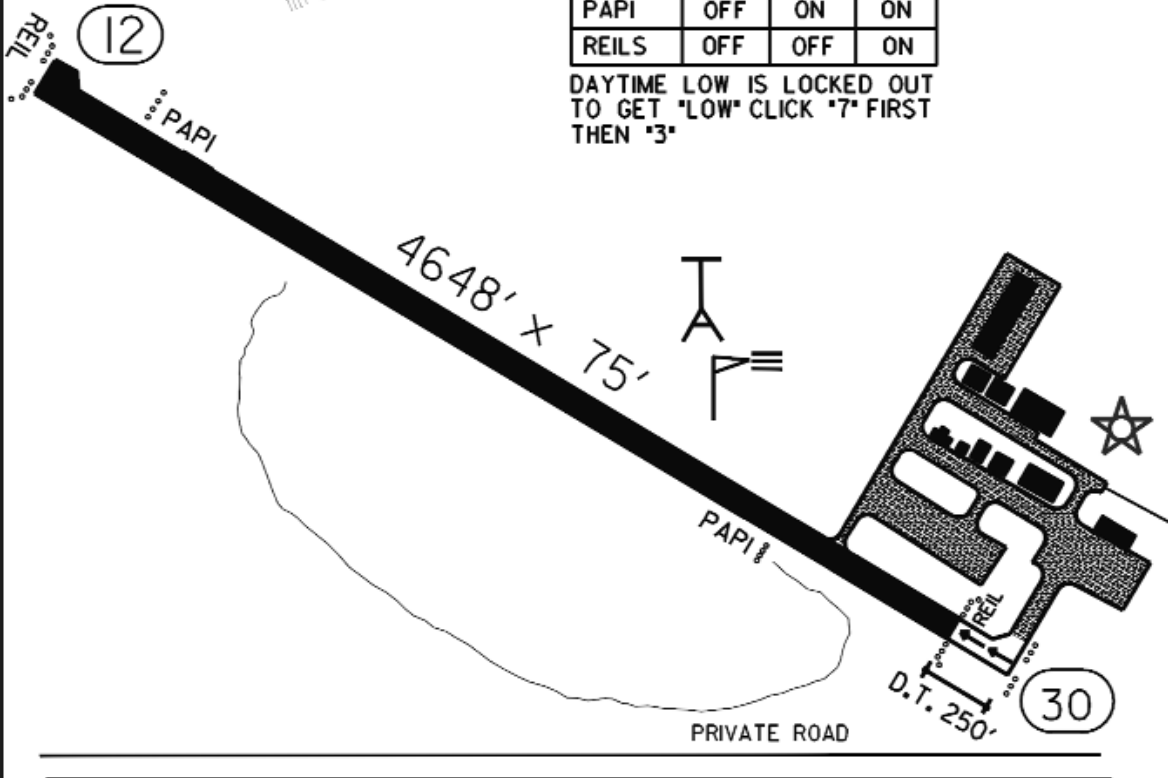 REIL
12
PAPI OFF ON ON
REILS OFF OFF ON
DAYTIME LOW IS LOCKED OUT
TO GET "LOW" CLICK "7" FIRST
THEN "3"
PAPI
4648' x 75'
PAPI
REIL
D.T. 250'
30
PRIVATE ROAD